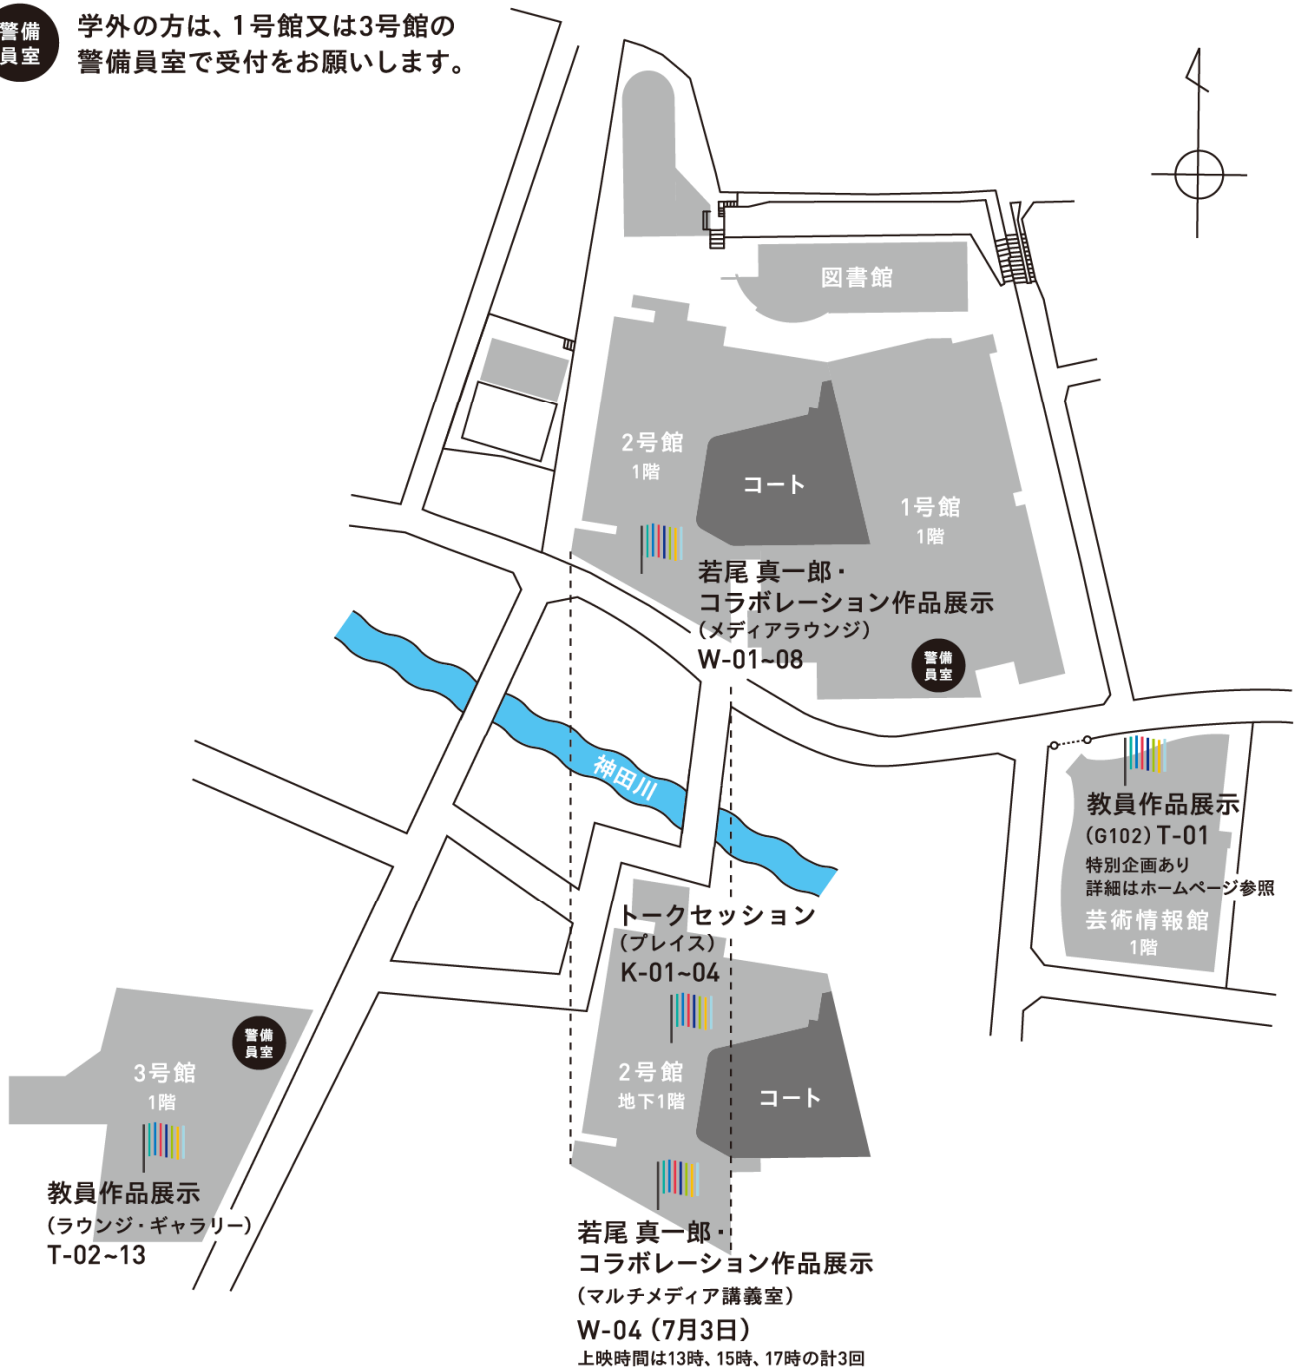 警備
員室
学外の方は、1号館又は3号館の
警備員室で受付をお願いします。
図書館
2号館
1階
コート
1号館
1階
若尾 真一郎・
コラボレーション作品展示
（メディアラウンジ）
W-01~08
警備
員室
神田川
教員作品展示
(G102) T-01
特別企画あり
詳細はホームページ参照
芸術情報館
1階
トークセッション
（プレイス）
K-01~04
2号館
地下1階
コート
警備
員室
3号館
1階
教員作品展示
（ラウンジ・ギャラリー）
T-02~13
若尾 真一郎・
コラボレーション作品展示
（マルチメディア講義室）
W-04（7月3日）
上映時間は13時、15時、17時の計3回